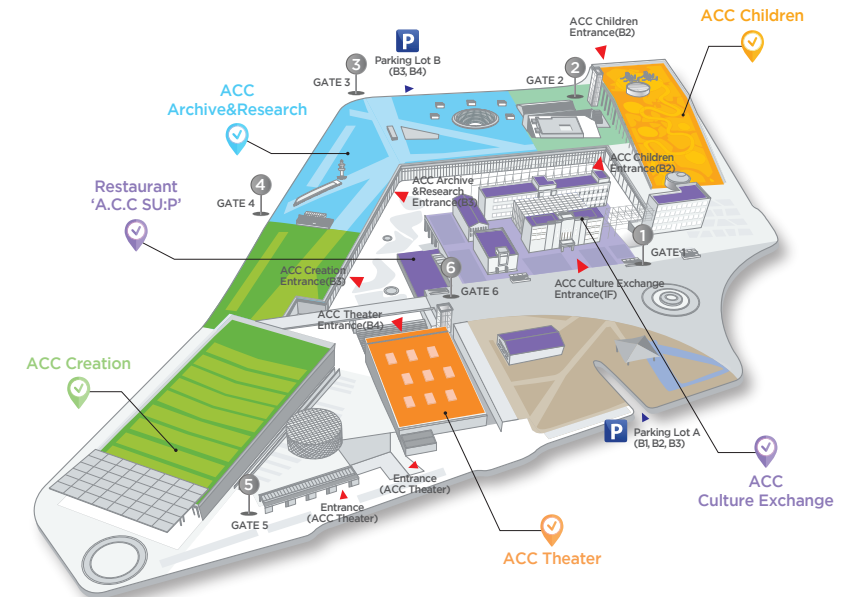 ACC Children
Entrance(B2)
ACC Children
P
Parking Lot B
(B3, B4)
3
GATE 3
2
GATE 2
ACC
Archive&Research
ACC Children
Entrance(B2)
4
GATE 4
ACC Archive
&Research
Entrance(B3)
Restaurant
‘A.C.C SU:P’
1
GATE 1
6
GATE 6
ACC Creation
Entrance(B3)
ACC Culture Exchange
Entrance(1F)
ACC Theater
Entrance(B4)
ACC Creation
P
Parking Lot A
(B1, B2, B3)
5
GATE 5
Entrance
(ACC Theater)
Entrance
(ACC Theater)
ACC
Culture Exchange
ACC Theater